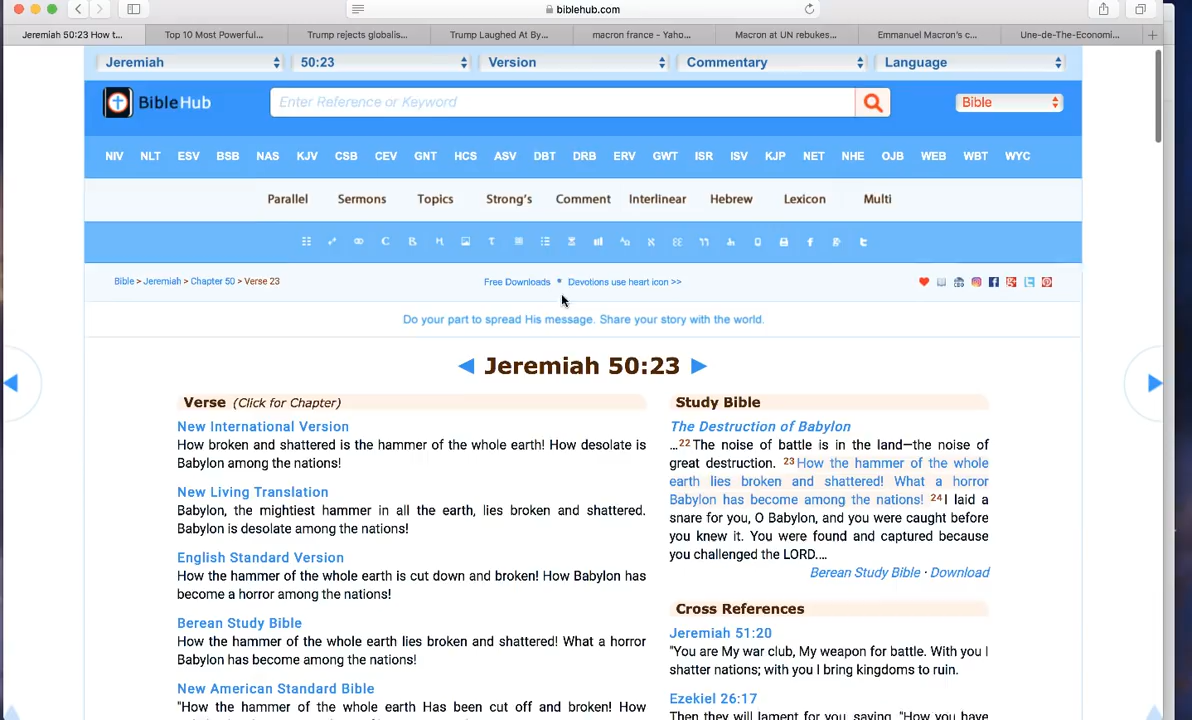 biblehub.com
Jeremiah 50:23 How t...
Top 10 Most Powerful...
Trump rejects globalis...
Trump Laughed At By...
macron france - Yaho...
Macron at UN rebukes...
Emmanuel Macron's c...
Une-de-The-Economi...
Jeremiah
50:23
Version
Commentary
Language
BibleHub
Enter Reference or Keyword
Bible
NIV NLT ESV BSB NAS KJV CSB CEV GNT HCS ASV DBT DRB ERV GWT ISR ISV KJP NET NHE OJB WEB WBT WYC
Parallel Sermons Topics Strong's Comment Interlinear Hebrew Lexicon Multi
Bible > Jeremiah > Chapter 50 > Verse 23
Free Downloads * Devotions use heart icon >>
Do your part to spread His message. Share your story with the world.
◄ Jeremiah 50:23 ►
Verse (Click for Chapter)
New International Version
How broken and shattered is the hammer of the whole earth! How desolate is
Babylon among the nations!
New Living Translation
Babylon, the mightiest hammer in all the earth, lies broken and shattered.
Babylon is desolate among the nations!
English Standard Version
How the hammer of the whole earth is cut down and broken! How Babylon has
become a horror among the nations!
Berean Study Bible
How the hammer of the whole earth lies broken and shattered! What a horror
Babylon has become among the nations!
New American Standard Bible
"How the hammer of the whole earth Has been cut off and broken! How
Study Bible
The Destruction of Babylon
…22The noise of battle is in the land—the noise of
great destruction. 23How the hammer of the whole
earth lies broken and shattered! What a horror
Babylon has become among the nations! 24I laid a
snare for you, O Babylon, and you were caught before
you knew it. You were found and captured because
you challenged the LORD.…
Berean Study Bible · Download
Cross References
Jeremiah 51:20
"You are My war club, My weapon for battle. With you I
shatter nations; with you I bring kingdoms to ruin.
Ezekiel 26:17
Then they will lament for you, saying, "How you have